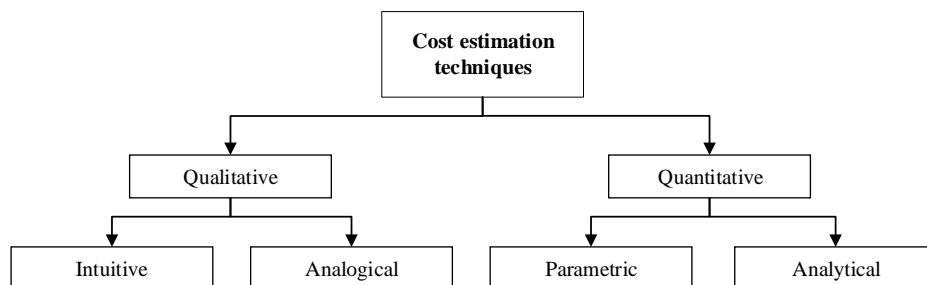 Cost estimation
techniques
Qualitative
Quantitative
Intuitive
Analogical
Parametric
Analytical